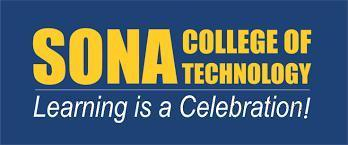 SONA COLLEGE OF
TECHNOLOGY
Learning is a Celebration!